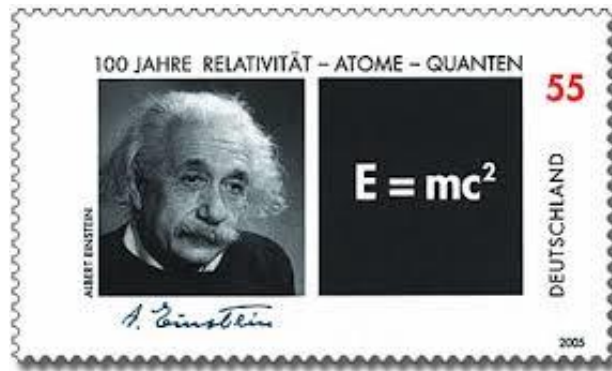 100 JAHRE RELATIVITÄT – ATOME – QUANTEN
55
ALBERT EINSTEIN
E = mc²
DEUTSCHLAND
A. Einstein
2005